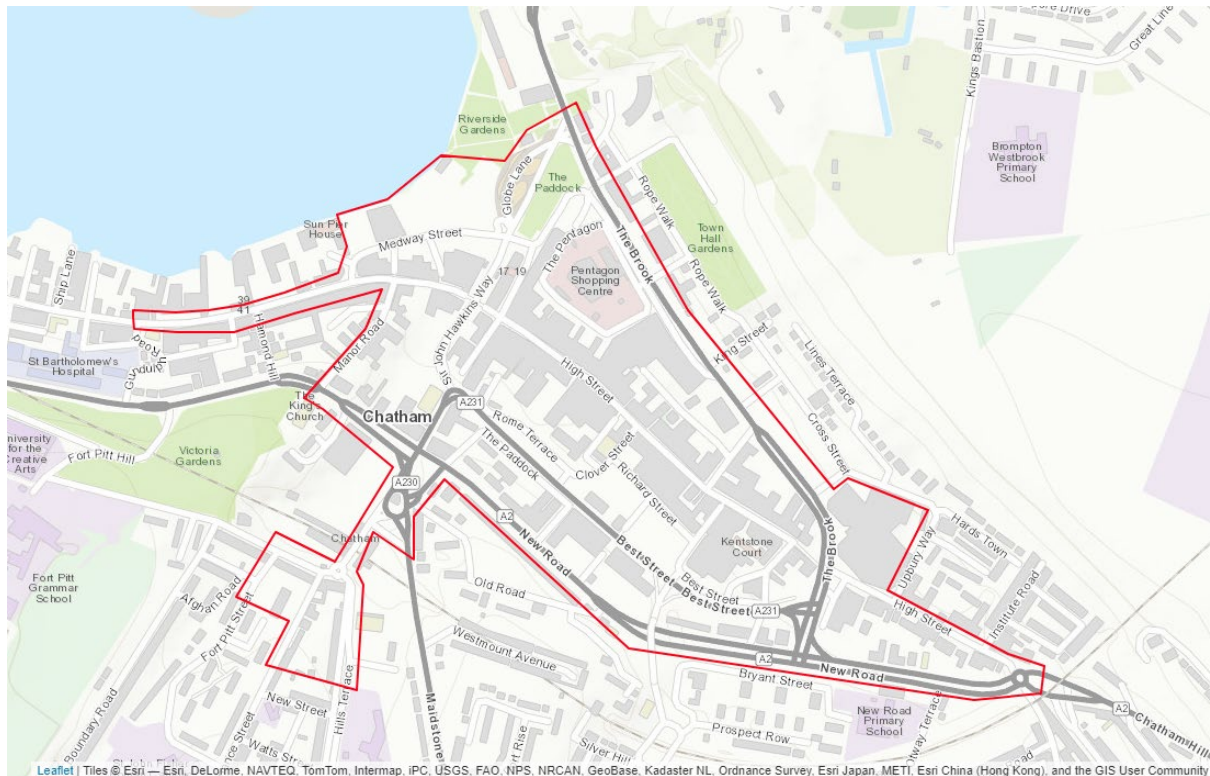 Kings Bastion
Great Line
Riverside
Gardens
Brompton
Westbrook
Primary
School
Globe Lane
The
Paddock
Rope Walk
Town
Hall
Gardens
Sun Pier
House
Medway Street
The Pentagon
The Brook
Ship Lane
17 19
Pentagon
Shopping
Centre
Rope Walk
39
41
Hamond Hill
Manor Road
Sir John Hawkins Way
King Street
Lines Terrace
St Bartholomew's
Hospital
High Street
The
King's
Church
Chatham
A231
Rome Terrace
The Paddock
Clover Street
Cross Street
University
for the
Creative
Arts
Fort Pitt Hill
Victoria
Gardens
Richard Street
A230
A2
Chatham
New Road
Best Street
Kentstone
Court
The Brook
Hards Town
Upbury Way
Fort Pitt
Grammar
School
Afghan Road
Fort Pitt Street
Old Road
Best Street
Best Street
A231
High Street
Institute Road
Westmount Avenue
A2
New Road
Bryant Street
Hills Terrace
Maidstone
New Street
New Road
Primary
School
Boundary Road
Watts Street
Prospect Row
Silver Hill
A2
Chatham Hill
Leaflet | Tiles © Esri — Esri, DeLorme, NAVTEQ, TomTom, Intermap, iPC, USGS, FAO, NPS, NRCAN, GeoBase, Kadaster NL, Ordnance Survey, Esri Japan, METI, Esri China (Hong Kong), and the GIS User Community